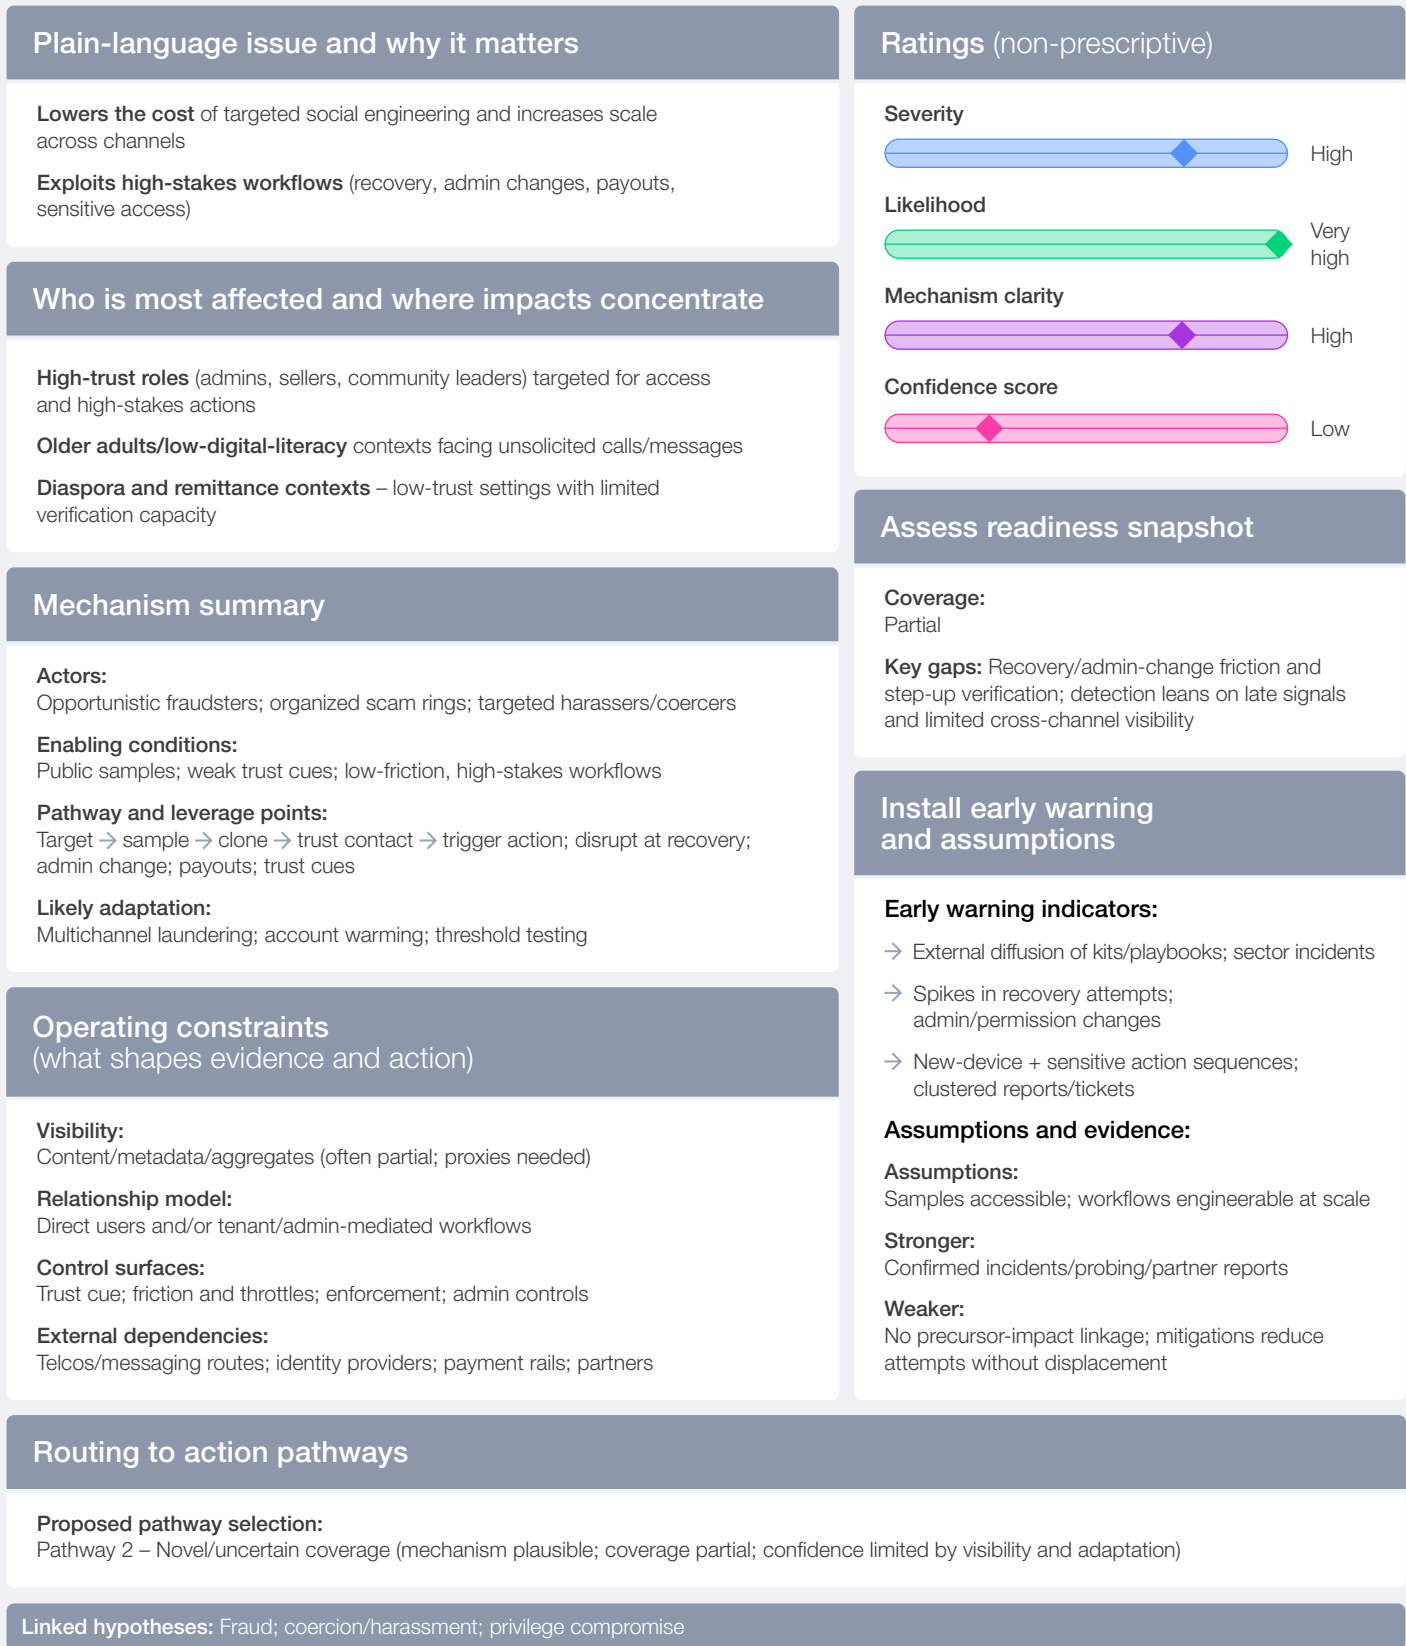 Plain-language issue and why it matters
Lowers the cost of targeted social engineering and increases scale
across channels
Exploits high-stakes workflows (recovery, admin changes, payouts,
sensitive access)
Who is most affected and where impacts concentrate
High-trust roles (admins, sellers, community leaders) targeted for access
and high-stakes actions
Older adults/low-digital-literacy contexts facing unsolicited calls/messages
Diaspora and remittance contexts – low-trust settings with limited
verification capacity
Mechanism summary
Actors:
Opportunistic fraudsters; organized scam rings; targeted harassers/coercers
Enabling conditions:
Public samples; weak trust cues; low-friction, high-stakes workflows
Pathway and leverage points:
Target → sample → clone → trust contact → trigger action; disrupt at recovery;
admin change; payouts; trust cues
Likely adaptation:
Multichannel laundering; account warming; threshold testing
Operating constraints
(what shapes evidence and action)
Visibility:
Content/metadata/aggregates (often partial; proxies needed)
Relationship model:
Direct users and/or tenant/admin-mediated workflows
Control surfaces:
Trust cue; friction and throttles; enforcement; admin controls
External dependencies:
Telcos/messaging routes; identity providers; payment rails; partners
Ratings (non-prescriptive)
Severity
High
Likelihood
Very
high
Mechanism clarity
High
Confidence score
Low
Assess readiness snapshot
Coverage:
Partial
Key gaps: Recovery/admin-change friction and
step-up verification; detection leans on late signals
and limited cross-channel visibility
Install early warning
and assumptions
Early warning indicators:
→ External diffusion of kits/playbooks; sector incidents
→ Spikes in recovery attempts;
admin/permission changes
→ New-device + sensitive action sequences;
clustered reports/tickets
Assumptions and evidence:
Assumptions:
Samples accessible; workflows engineerable at scale
Stronger:
Confirmed incidents/probing/partner reports
Weaker:
No precursor-impact linkage; mitigations reduce
attempts without displacement
Routing to action pathways
Proposed pathway selection:
Pathway 2 – Novel/uncertain coverage (mechanism plausible; coverage partial; confidence limited by visibility and adaptation)
Linked hypotheses: Fraud; coercion/harassment; privilege compromise